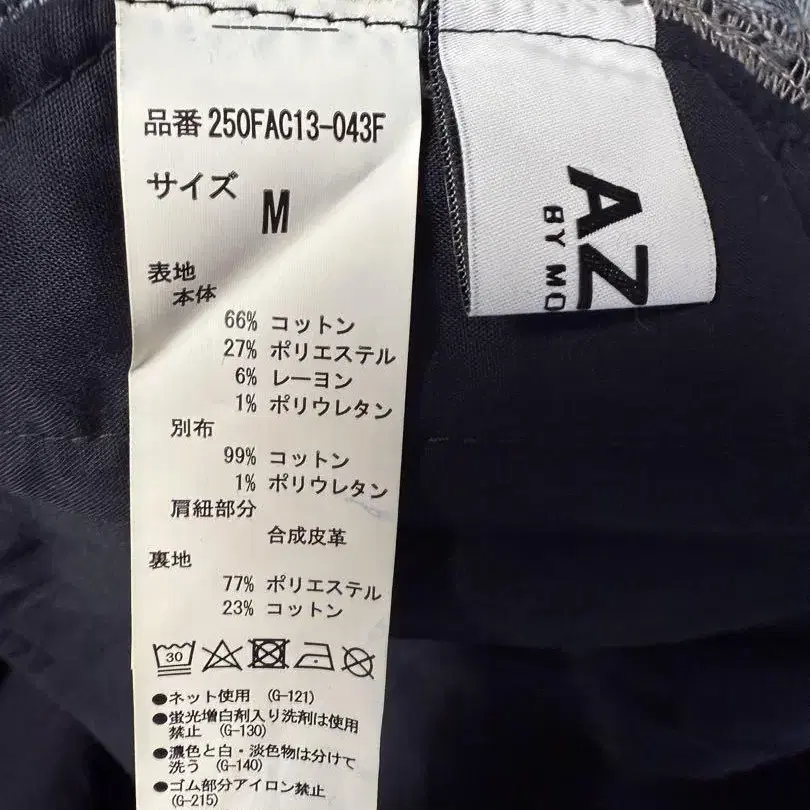 品番 250FAC13-043F
サイズ M
表地
本体
66% コットン
27% ポリエステル
6% レーヨン
1% ポリウレタン
別布
99% コットン
1% ポリウレタン
肩紐部分
合成皮革
裏地
77% ポリエステル
23% コットン
30
●ネット使用 (G-121)
●蛍光増白剤入り洗剤は使用
禁止 (G-130)
●濃色と白・淡色物は分けて
洗う (G-140)
●ゴム部分アイロン禁止
(G-215)
AZ
BY MO